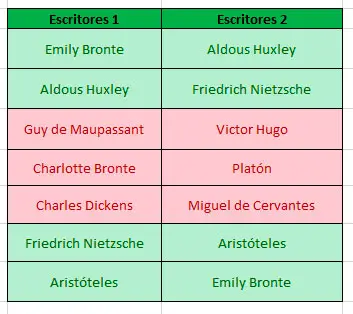 Escritores 1 Escritores 2
Emily Bronte Aldous Huxley
Aldous Huxley Friedrich Nietzsche
Guy de Maupassant Victor Hugo
Charlotte Bronte Platón
Charles Dickens Miguel de Cervantes
Friedrich Nietzsche Aristóteles
Aristóteles Emily Bronte